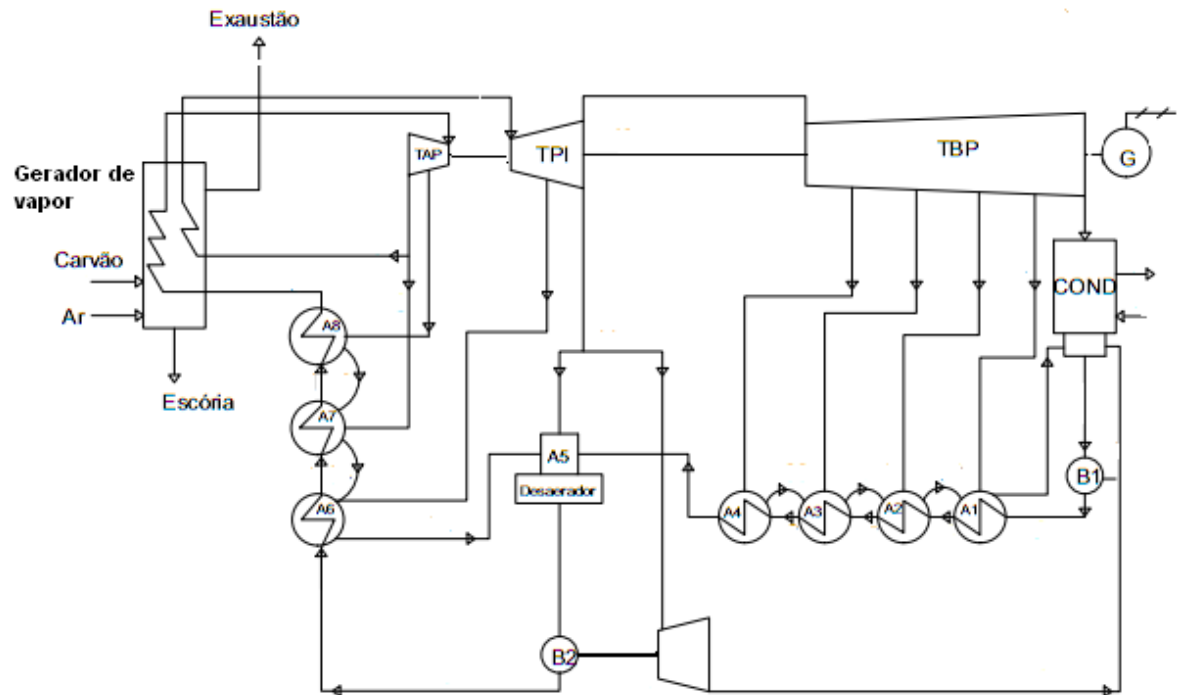 Exaustão
TAP
TPI
TBP
G
Gerador de
vapor
Carvão
COND
Ar
A8
Escória
A7
A5
Desaerador
A6
A4
A3
A2
A1
B1
B2